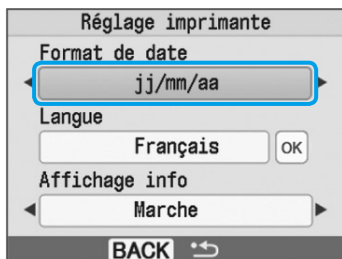 Réglage imprimante
Format de date
jj/mm/aa
Langue
Français OK
Affichage info
Marche
BACK